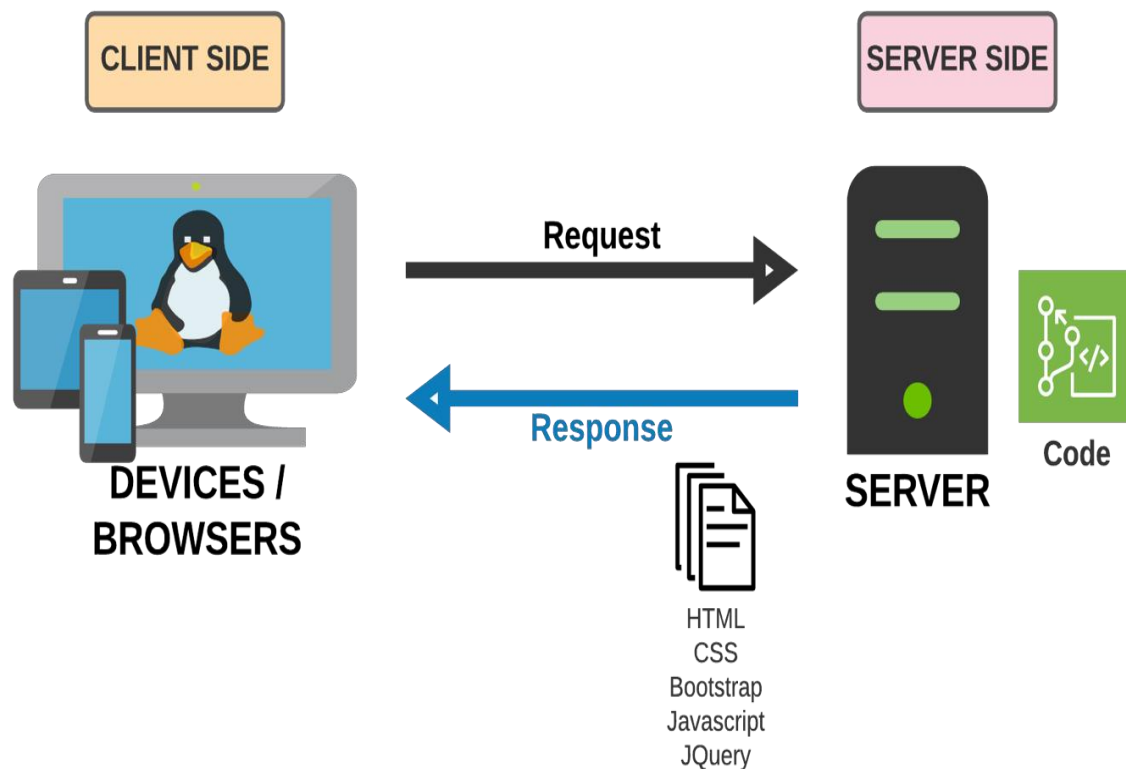 CLIENT SIDE
SERVER SIDE
Request
Response
</>
Code
DEVICES /
BROWSERS
SERVER
HTML
CSS
Bootstrap
Javascript
JQuery